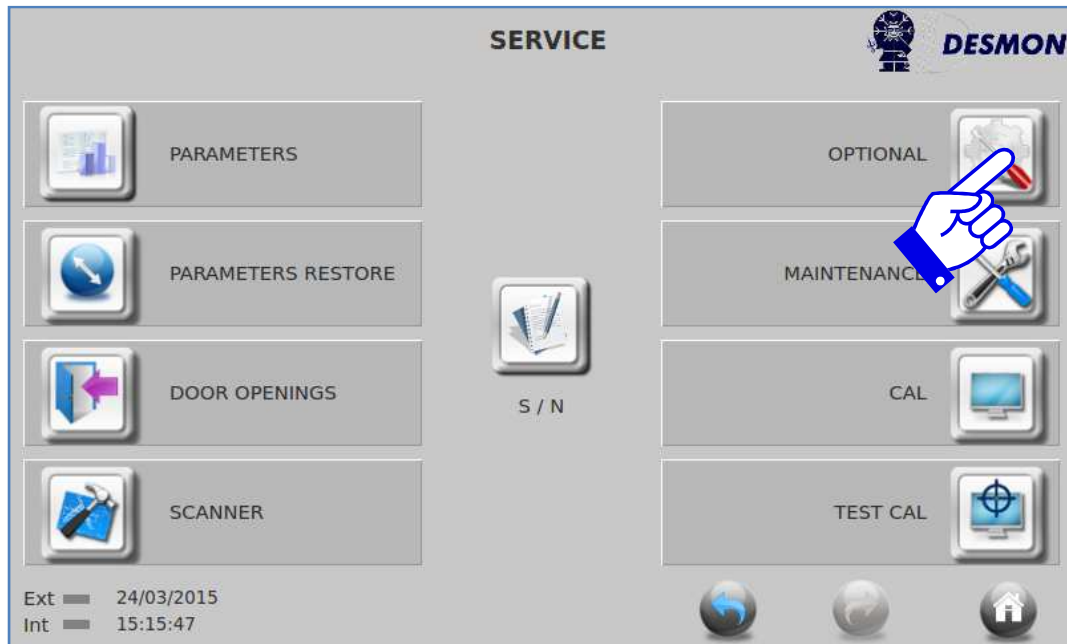 SERVICE
DESMON
PARAMETERS
OPTIONAL
PARAMETERS RESTORE
MAINTENANCE
DOOR OPENINGS
S / N
CAL
SCANNER
TEST CAL
Ext
24/03/2015
Int
15:15:47